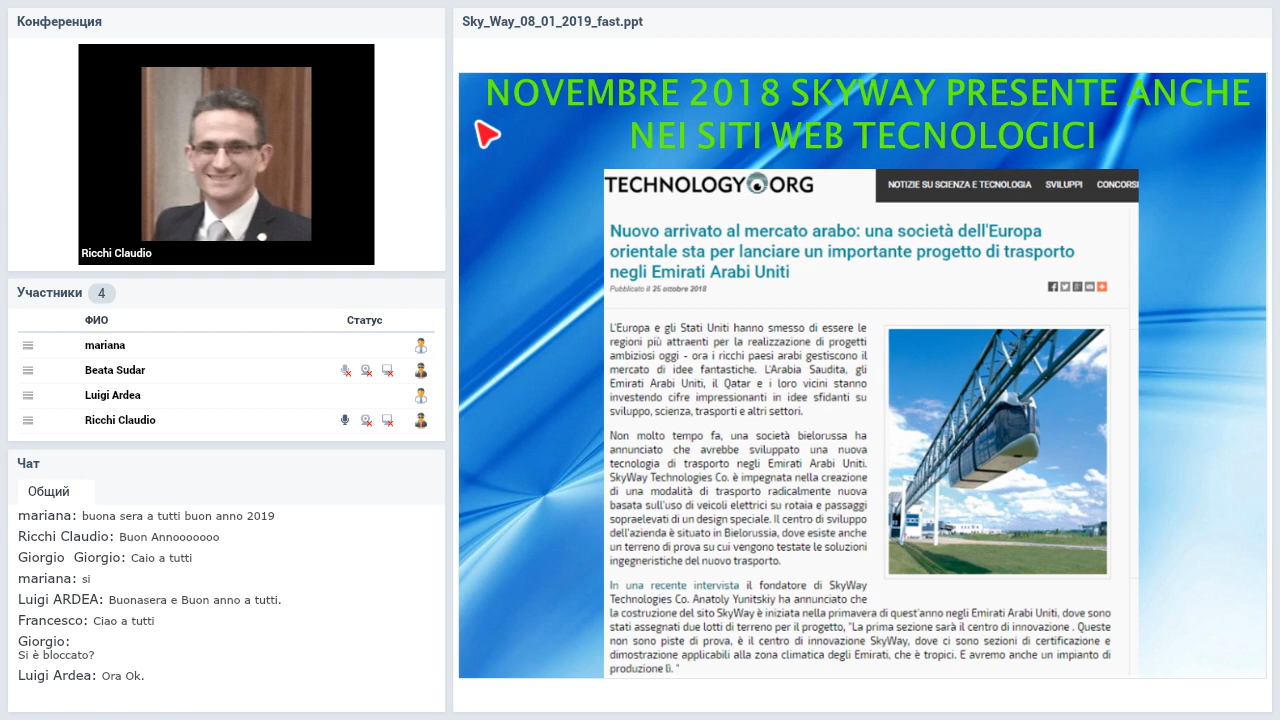 Конференция
Ricchi Claudio
Участники 4
ФИО Статус
mariana
Beata Sudar
Luigi Ardea
Ricchi Claudio
Чат
Общий
mariana: buona sera a tutti buon anno 2019
Ricchi Claudio: Buon Annooooooo
Giorgio Giorgio: Caio a tutti
mariana: si
Luigi ARDEA: Buonasera e Buon anno a tutti.
Francesco: Ciao a tutti
Giorgio:
Si è bloccato?
Luigi Ardea: Ora Ok.
Sky_Way_08_01_2019_fast.ppt
NOVEMBRE 2018 SKYWAY PRESENTE ANCHE
NEI SITI WEB TECNOLOGICI
TECHNOLOGY ORG
NOTIZIE SU SCIENZA E TECNOLOGIA SVILUPPI CONCORSI
Nuovo arrivato al mercato arabo: una società dell'Europa
orientale sta per lanciare un importante progetto di trasporto
negli Emirati Arabi Uniti
Pubblicato il 25 ottobre 2018
L'Europa e gli Stati Uniti hanno smesso di essere le
regioni più attraenti per la realizzazione di progetti
ambiziosi oggi - ora i ricchi paesi arabi gestiscono il
mercato di idee fantastiche. L'Arabia Saudita, gli
Emirati Arabi Uniti, il Qatar e i loro vicini stanno
investendo cifre impressionanti in idee sfidanti su
sviluppo, scienza, trasporti e altri settori.
Non molto tempo fa, una società bielorussa ha
annunciato che avrebbe sviluppato una nuova
tecnologia di trasporto negli Emirati Arabi Uniti.
SkyWay Technologies Co. è impegnata nella creazione
di una modalità di trasporto radicalmente nuova
basata sull'uso di veicoli elettrici su rotaia e passaggi
sopraelevati di un design speciale. Il centro di sviluppo
dell'azienda è situato in Bielorussia, dove esiste anche
un terreno di prova su cui vengono testate le soluzioni
ingegneristiche del nuovo trasporto.
In una recente intervista il fondatore di SkyWay
Technologies Co. Anatoly Yunitskiy ha annunciato che
la costruzione del sito SkyWay è iniziata nella primavera di quest'anno negli Emirati Arabi Uniti, dove sono
stati assegnati due lotti di terreno per il progetto, "La prima sezione sarà il centro di innovazione . Queste
non sono piste di prova, è il centro di innovazione SkyWay, dove ci sono sezioni di certificazione e
dimostrazione applicabili alla zona climatica degli Emirati, che è tropici. E avremo anche un impianto di
produzione lì. "